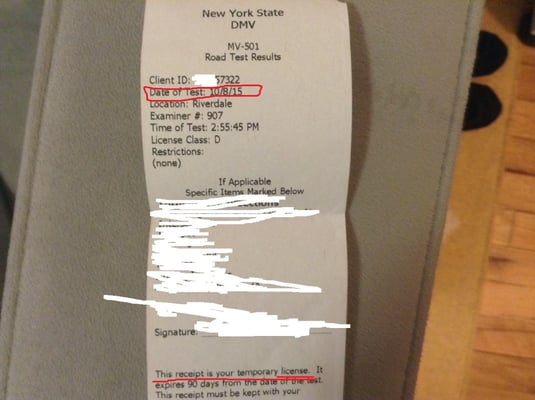 New York State
DMV
MV-501
Road Test Results
Client ID: 57322
Date of Test: 10/8/15
Location: Riverdale
Examiner #: 907
Time of Test: 2:55:45 PM
License Class: D
Restrictions:
(none)
If Applicable
Specific Items Marked Below
Signature:
This receipt is your temporary license. It
expires 90 days from the date of the test.
This receipt must be kept with your